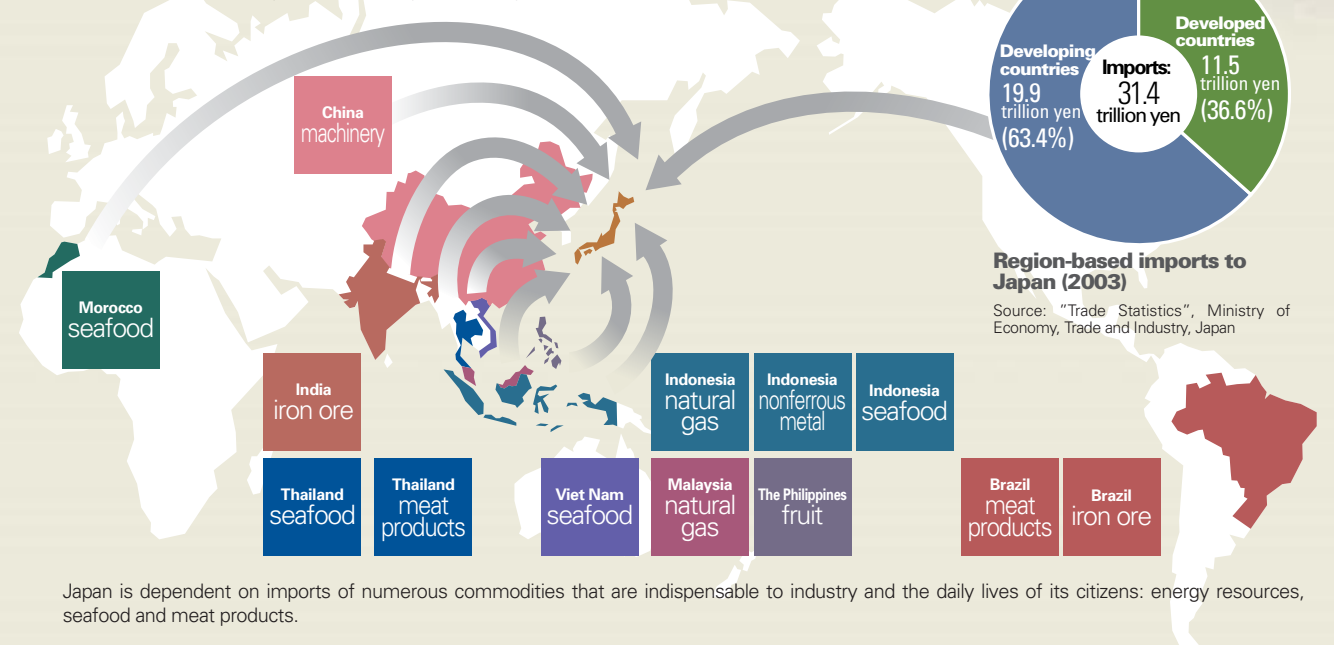 Developed
countries
11.5
trillion yen
(36.6%)
Developing
countries
19.9
trillion yen
(63.4%)
Imports:
31.4
trillion yen
China
machinery
Region-based imports to
Japan (2003)
Source: "Trade Statistics", Ministry of
Economy, Trade and Industry, Japan
Morocco
seafood
India
iron ore
Indonesia
natural
gas
Indonesia
nonferrous
metal
Indonesia
seafood
Thailand
seafood
Thailand
meat
products
Viet Nam
seafood
Malaysia
natural
gas
The Philippines
fruit
Brazil
meat
products
Brazil
iron ore
Japan is dependent on imports of numerous commodities that are indispensable to industry and the daily lives of its citizens: energy resources,
seafood and meat products.